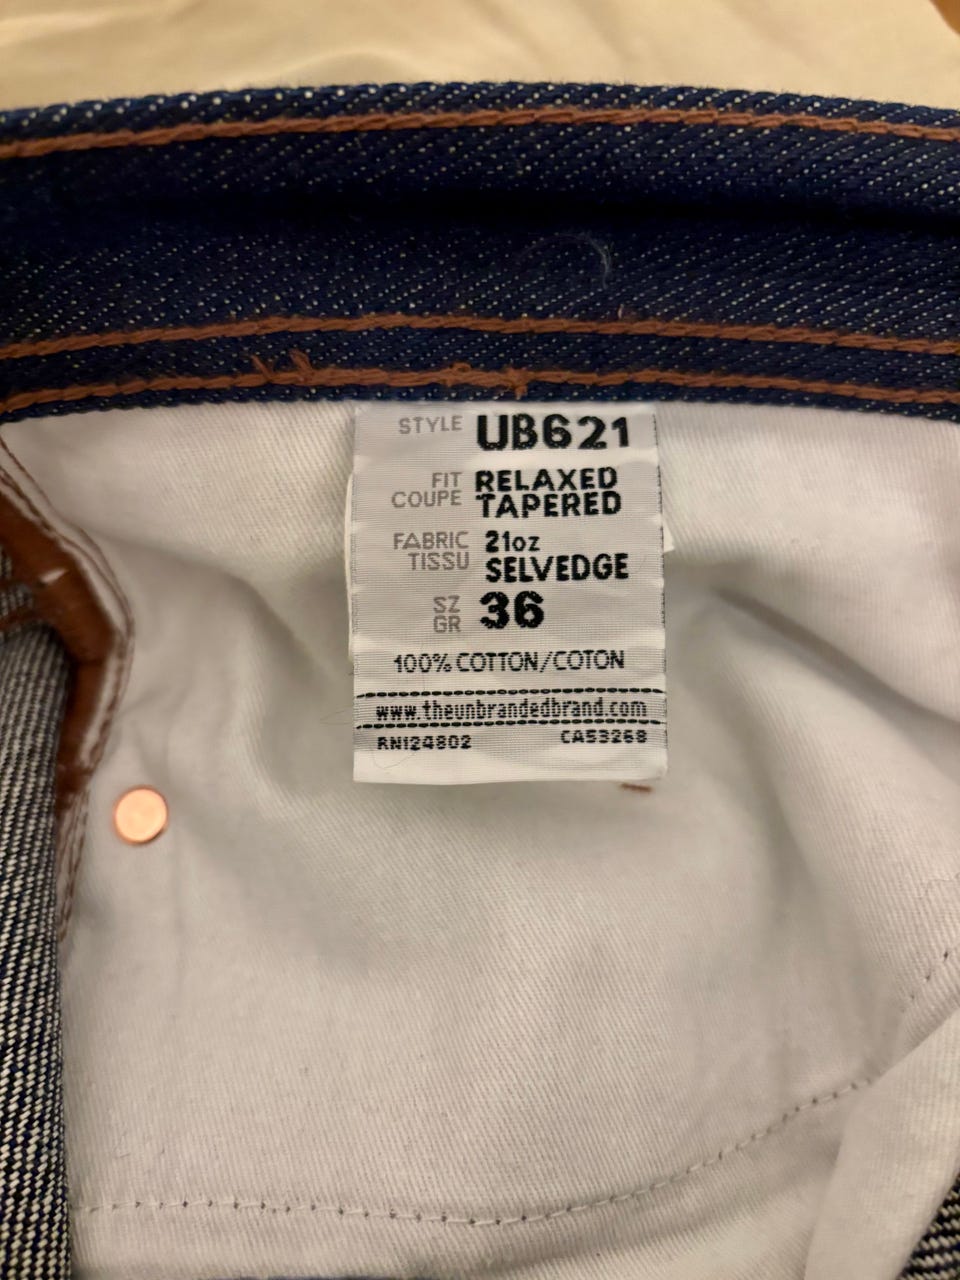 STYLE UB621
FIT RELAXED
COUPE TAPERED
FABRIC 21oz
TISSU SELVEDGE
SZ 36
GR
100% COTTON/COTON
www.theunbrandedbrand.com
RN124802 CA53268